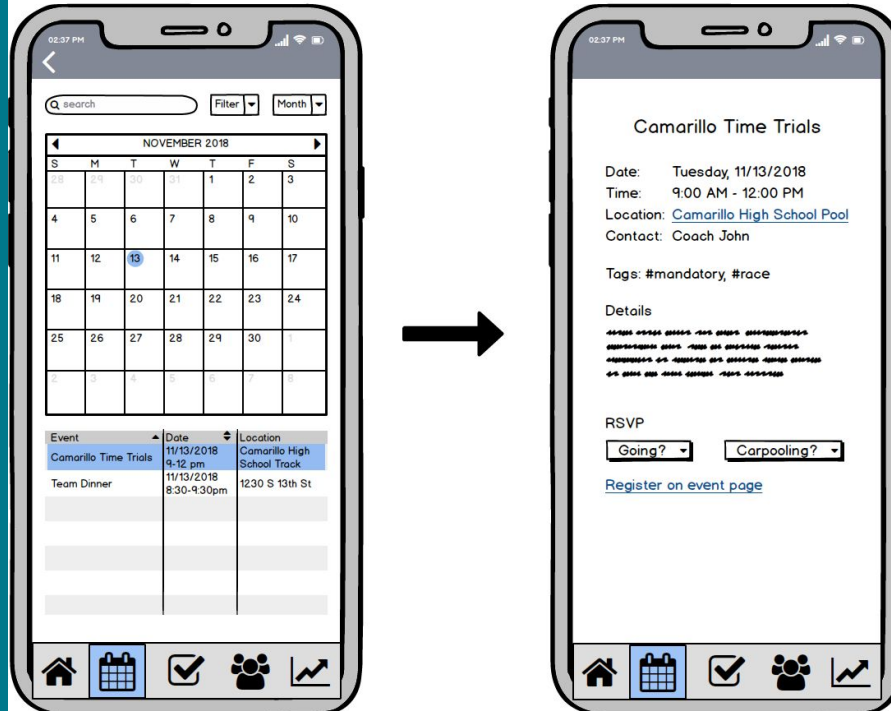 02:37 PM
search
Filter
Month
NOVEMBER 2018
S M T W T F S
28 29 30 31 1 2 3
4 5 6 7 8 9 10
11 12 13 14 15 16 17
18 19 20 21 22 23 24
25 26 27 28 29 30 1
2 3 4 5 6 7 8
Event Date Location
Camarillo Time Trials 11/13/2018 Camarillo High
9-12 pm School Track
Team Dinner 11/13/2018 1230 S 13th St
8:30-9:30pm
02:37 PM
Camarillo Time Trials
Date: Tuesday, 11/13/2018
Time: 9:00 AM - 12:00 PM
Location: Camarillo High School Pool
Contact: Coach John
Tags: #mandatory, #race
Details
RSVP
Going?
Carpooling?
Register on event page